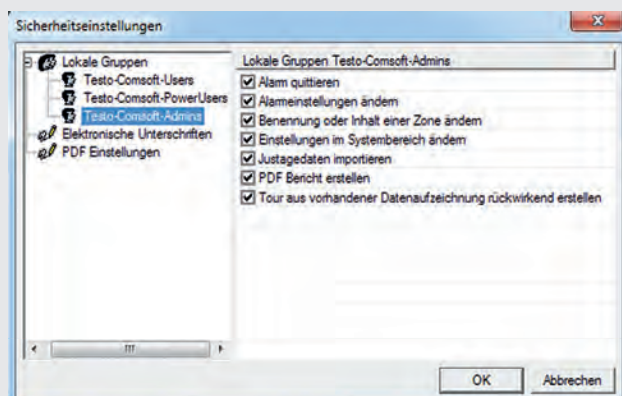 Sicherheitseinstellungen
Lokale Gruppen
Testo-Comsoft-Users
Testo-Comsoft-PowerUsers
Testo-Comsoft-Admins
Elektronische Unterschriften
PDF Einstellungen
Lokale Gruppen Testo-Comsoft-Admins
Alarm quittieren
Alarmeinstellungen ändern
Benennung oder Inhalt einer Zone ändern
Einstellungen im Systembereich ändern
Justagedaten importieren
PDF Bericht erstellen
Tour aus vorhandener Datenaufzeichnung rückwirkend erstellen
OK
Abbrechen